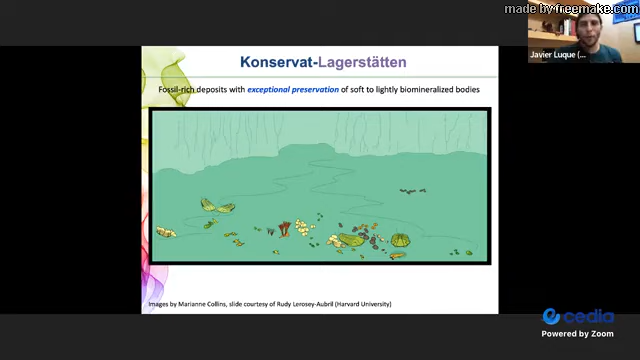 made by freemake.com
Javier Luque (...
Konservat-Lagerstätten
Fossil-rich deposits with exceptional preservation of soft to lightly biomineralized bodies
Images by Marianne Collins, slide courtesy of Rudy Lerosey-Aubril (Harvard University)
cedia
Powered by Zoom